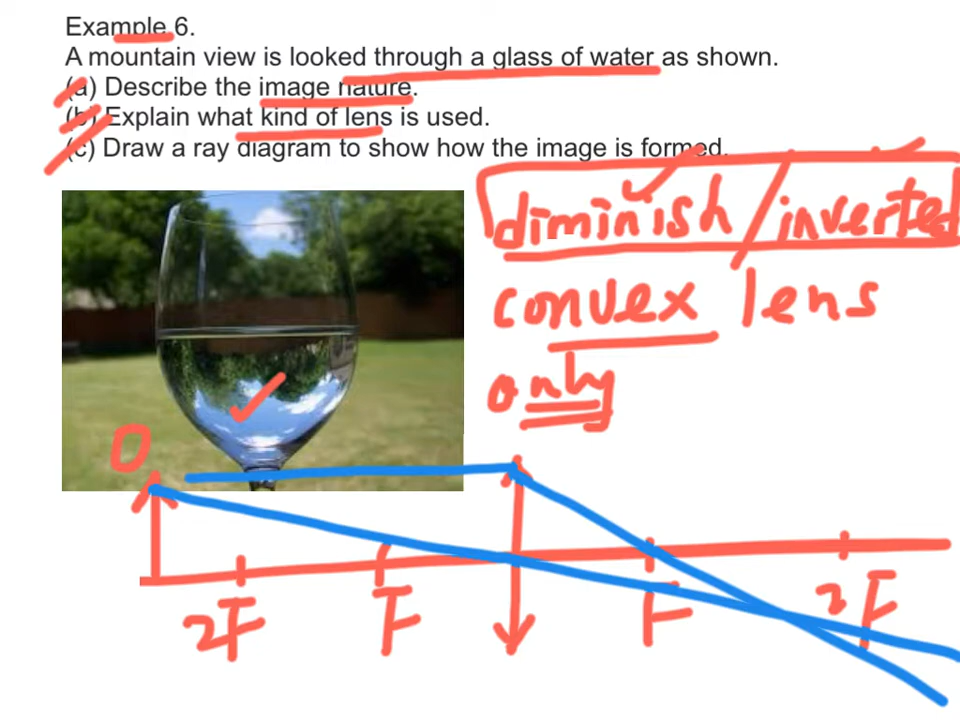 Example 6.
A mountain view is looked through a glass of water as shown.
(a) Describe the image nature.
(b) Explain what kind of lens is used.
(c) Draw a ray diagram to show how the image is formed.
diminish/inverted
convex lens
only
O
2F F F 2F